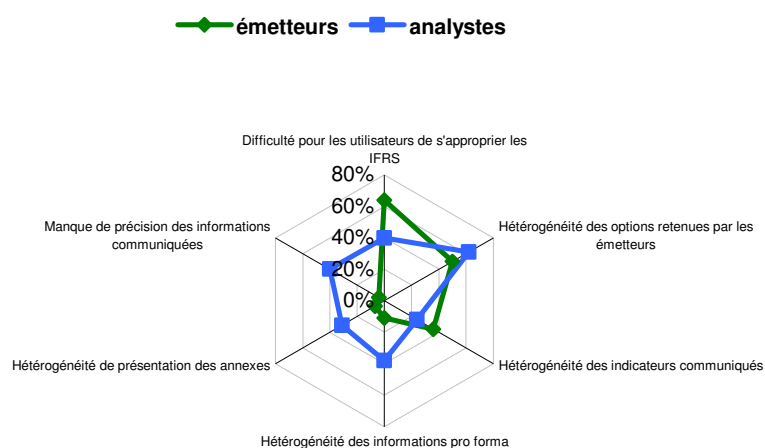 émetteurs analystes
Difficulté pour les utilisateurs de s'approprier les
IFRS
80%
60%
40%
20%
0%
Manque de précision des informations
communiquées
Hétérogénéité des options retenues par les
émetteurs
Hétérogénéité de présentation des annexes
Hétérogénéité des indicateurs communiqués
Hétérogénéité des informations pro forma